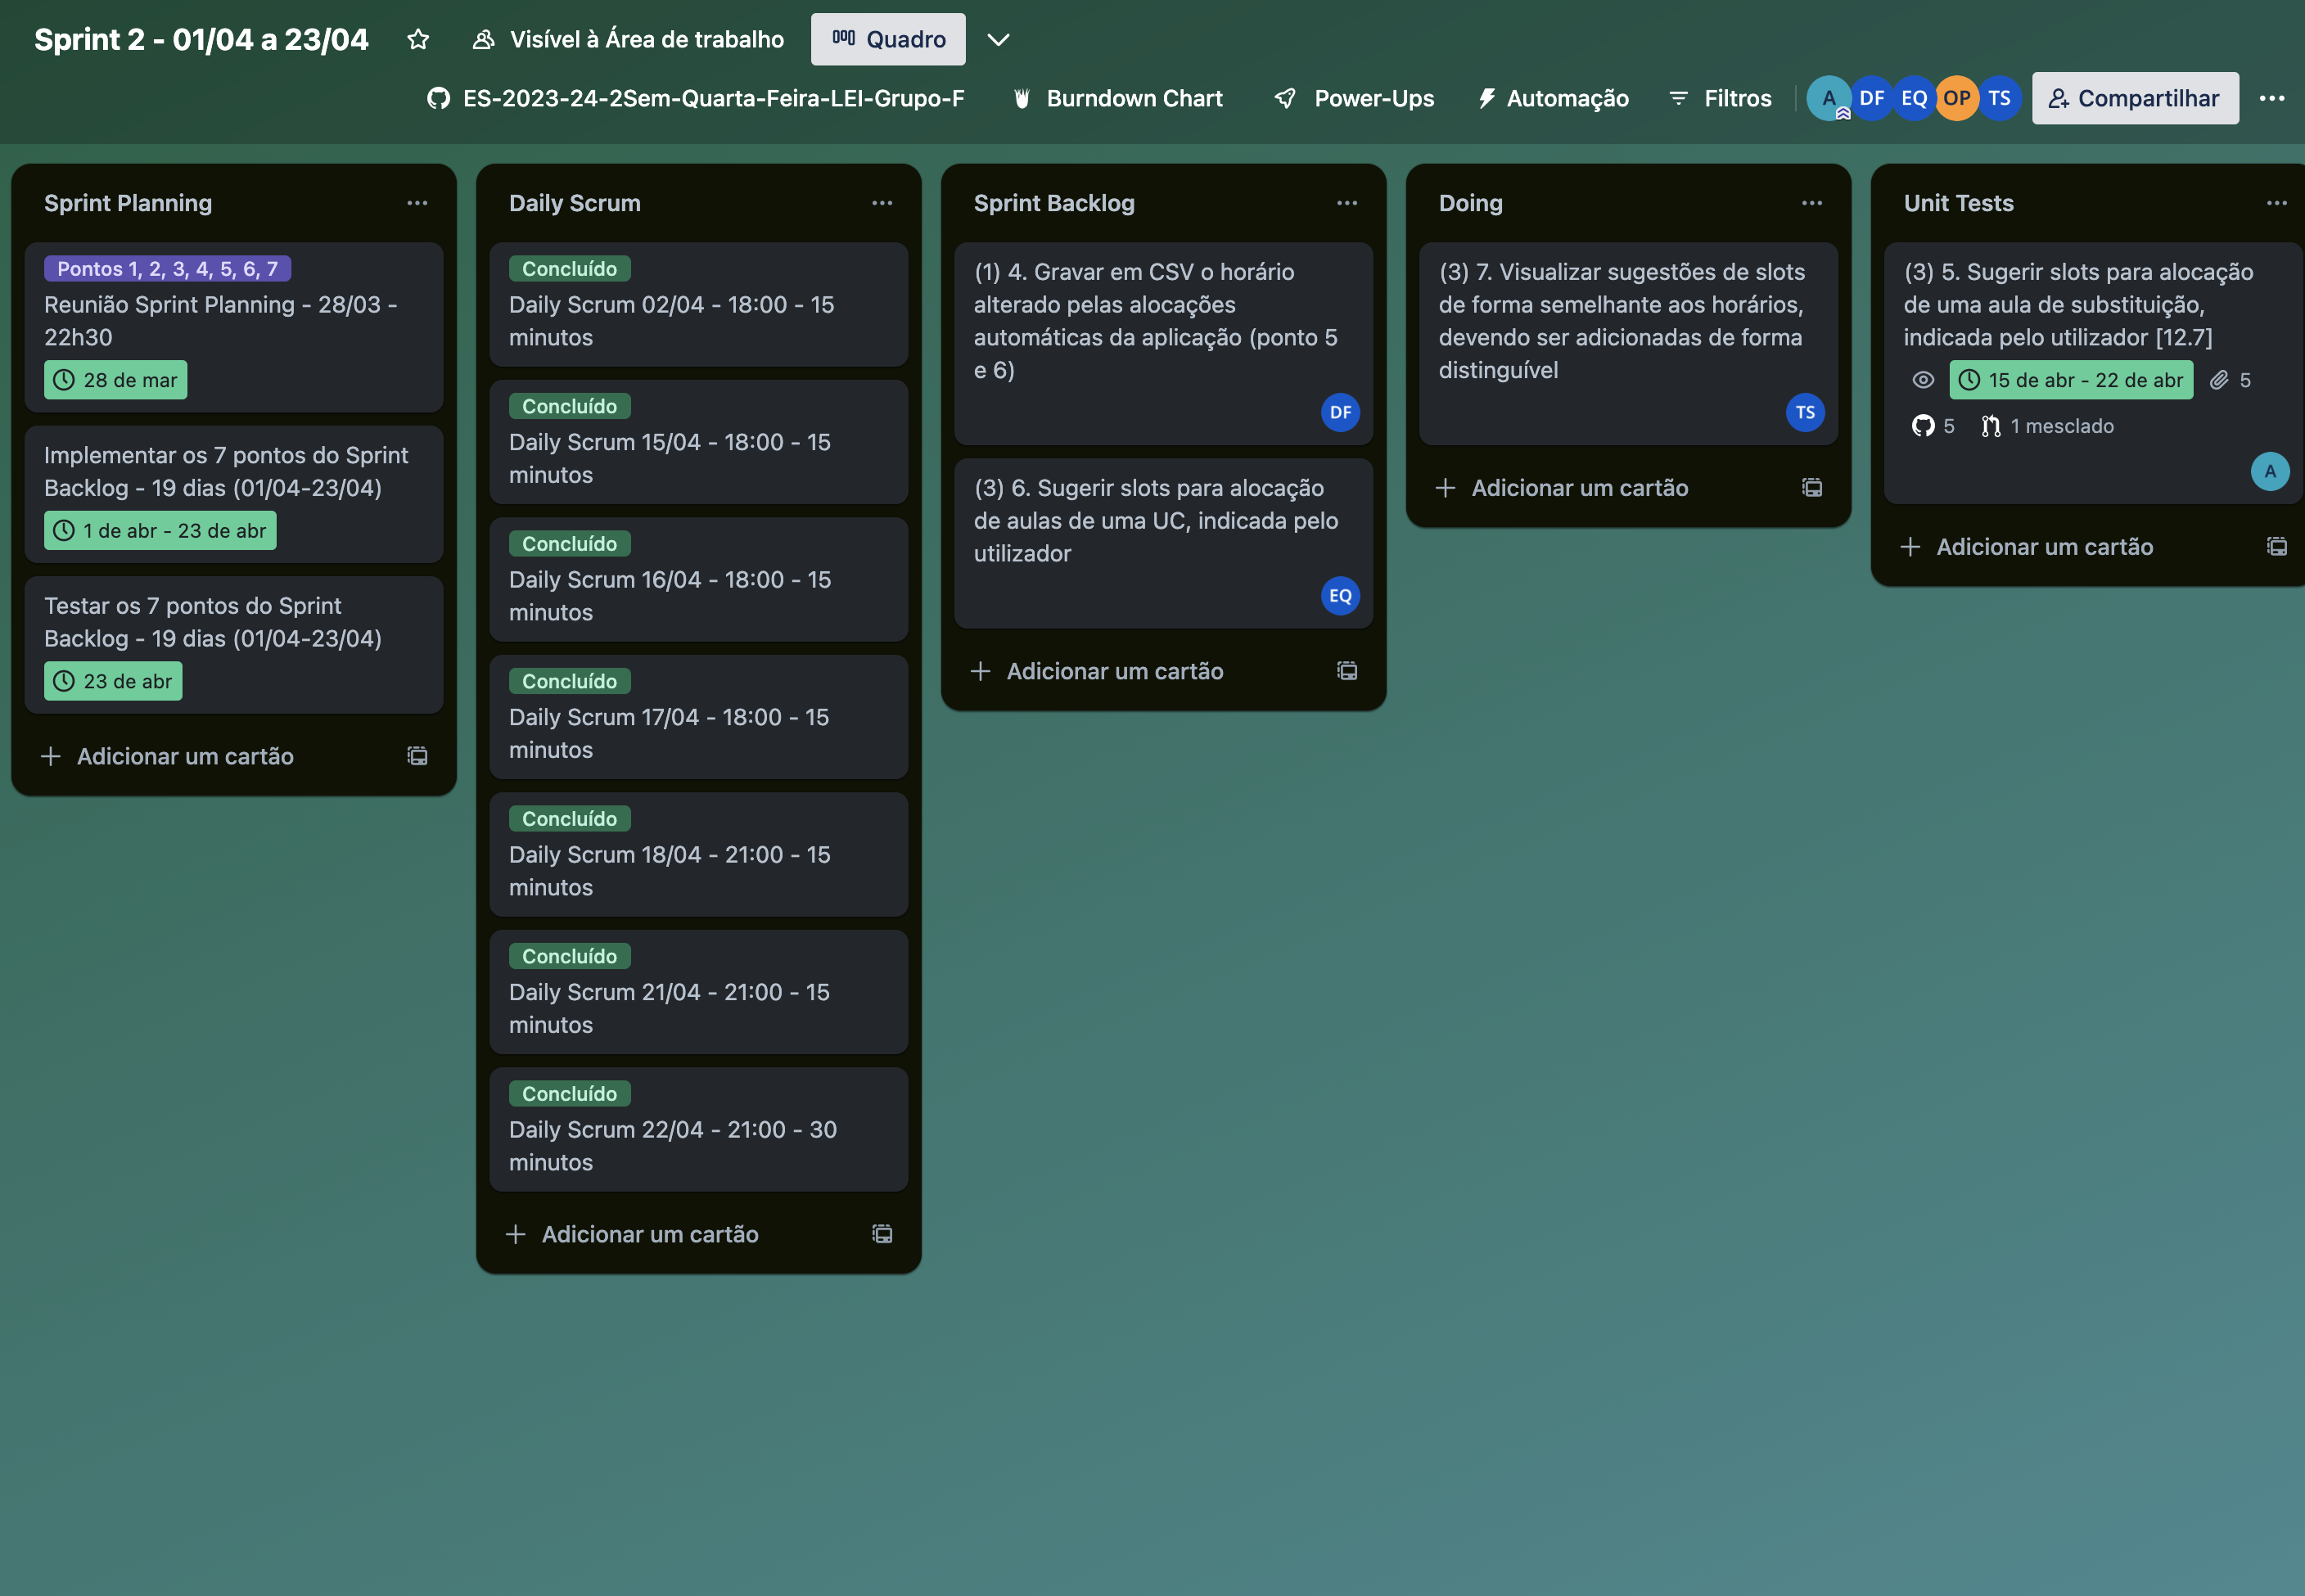 Sprint 2 - 01/04 a 23/04
Visível à Área de trabalho
Quadro
ES-2023-24-2Sem-Quarta-Feira-LEI-Grupo-F
Burndown Chart
Power-Ups
Automação
Filtros
A
DF
EQ
OP
TS
Compartilhar
Sprint Planning
Pontos 1, 2, 3, 4, 5, 6, 7
Reunião Sprint Planning - 28/03 -
22h30
28 de mar
Implementar os 7 pontos do Sprint
Backlog - 19 dias (01/04-23/04)
1 de abr - 23 de abr
Testar os 7 pontos do Sprint
Backlog - 19 dias (01/04-23/04)
23 de abr
Adicionar um cartão
Daily Scrum
Concluído
Daily Scrum 02/04 - 18:00 - 15
minutos
Concluído
Daily Scrum 15/04 - 18:00 - 15
minutos
Concluído
Daily Scrum 16/04 - 18:00 - 15
minutos
Concluído
Daily Scrum 17/04 - 18:00 - 15
minutos
Concluído
Daily Scrum 18/04 - 21:00 - 15
minutos
Concluído
Daily Scrum 21/04 - 21:00 - 15
minutos
Concluído
Daily Scrum 22/04 - 21:00 - 30
minutos
Adicionar um cartão
Sprint Backlog
(1) 4. Gravar em CSV o horário
alterado pelas alocações
automáticas da aplicação (ponto 5
e 6)
DF
(3) 6. Sugerir slots para alocação
de aulas de uma UC, indicada pelo
utilizador
EQ
Adicionar um cartão
Doing
(3) 7. Visualizar sugestões de slots
de forma semelhante aos horários,
devendo ser adicionadas de forma
distinguível
TS
Adicionar um cartão
Unit Tests
(3) 5. Sugerir slots para alocação
de uma aula de substituição,
indicada pelo utilizador [12.7]
15 de abr - 22 de abr
5
5
1 mesclado
A
Adicionar um cartão